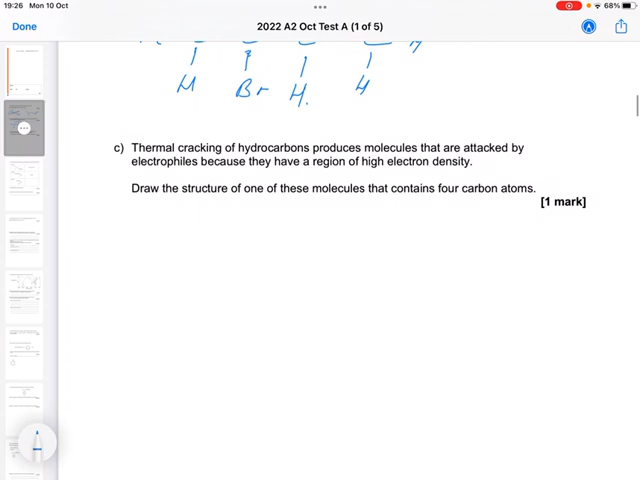 19:26 Mon 10 Oct
68%
Done
2022 A2 Oct Test A (1 of 5)
H
H Br H. H
c) Thermal cracking of hydrocarbons produces molecules that are attacked by
electrophiles because they have a region of high electron density.
Draw the structure of one of these molecules that contains four carbon atoms.
[1 mark]